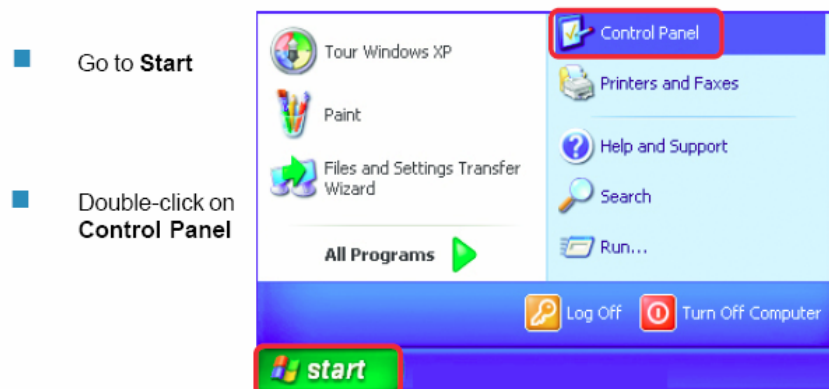 Go to Start
Double-click on
Control Panel
Tour Windows XP
Paint
Files and Settings Transfer
Wizard
All Programs
Control Panel
Printers and Faxes
Help and Support
Search
Run...
Log Off
Turn Off Computer
start